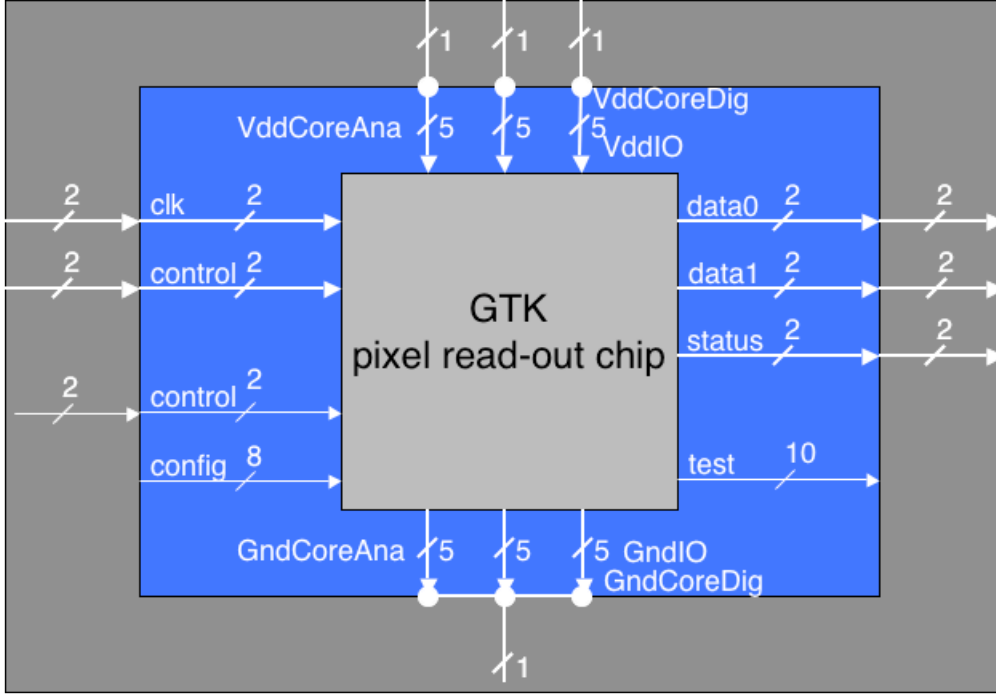 1 1 1
VddCoreDig
VddCoreAna 5 5 5
VddIO
2 clk 2 data0 2 2
2 control 2 data1 2 2
GTK
status 2 2
pixel read-out chip
2 control 2
config 8 test 10
GndCoreAna 5 5 5 GndIO
GndCoreDig
1